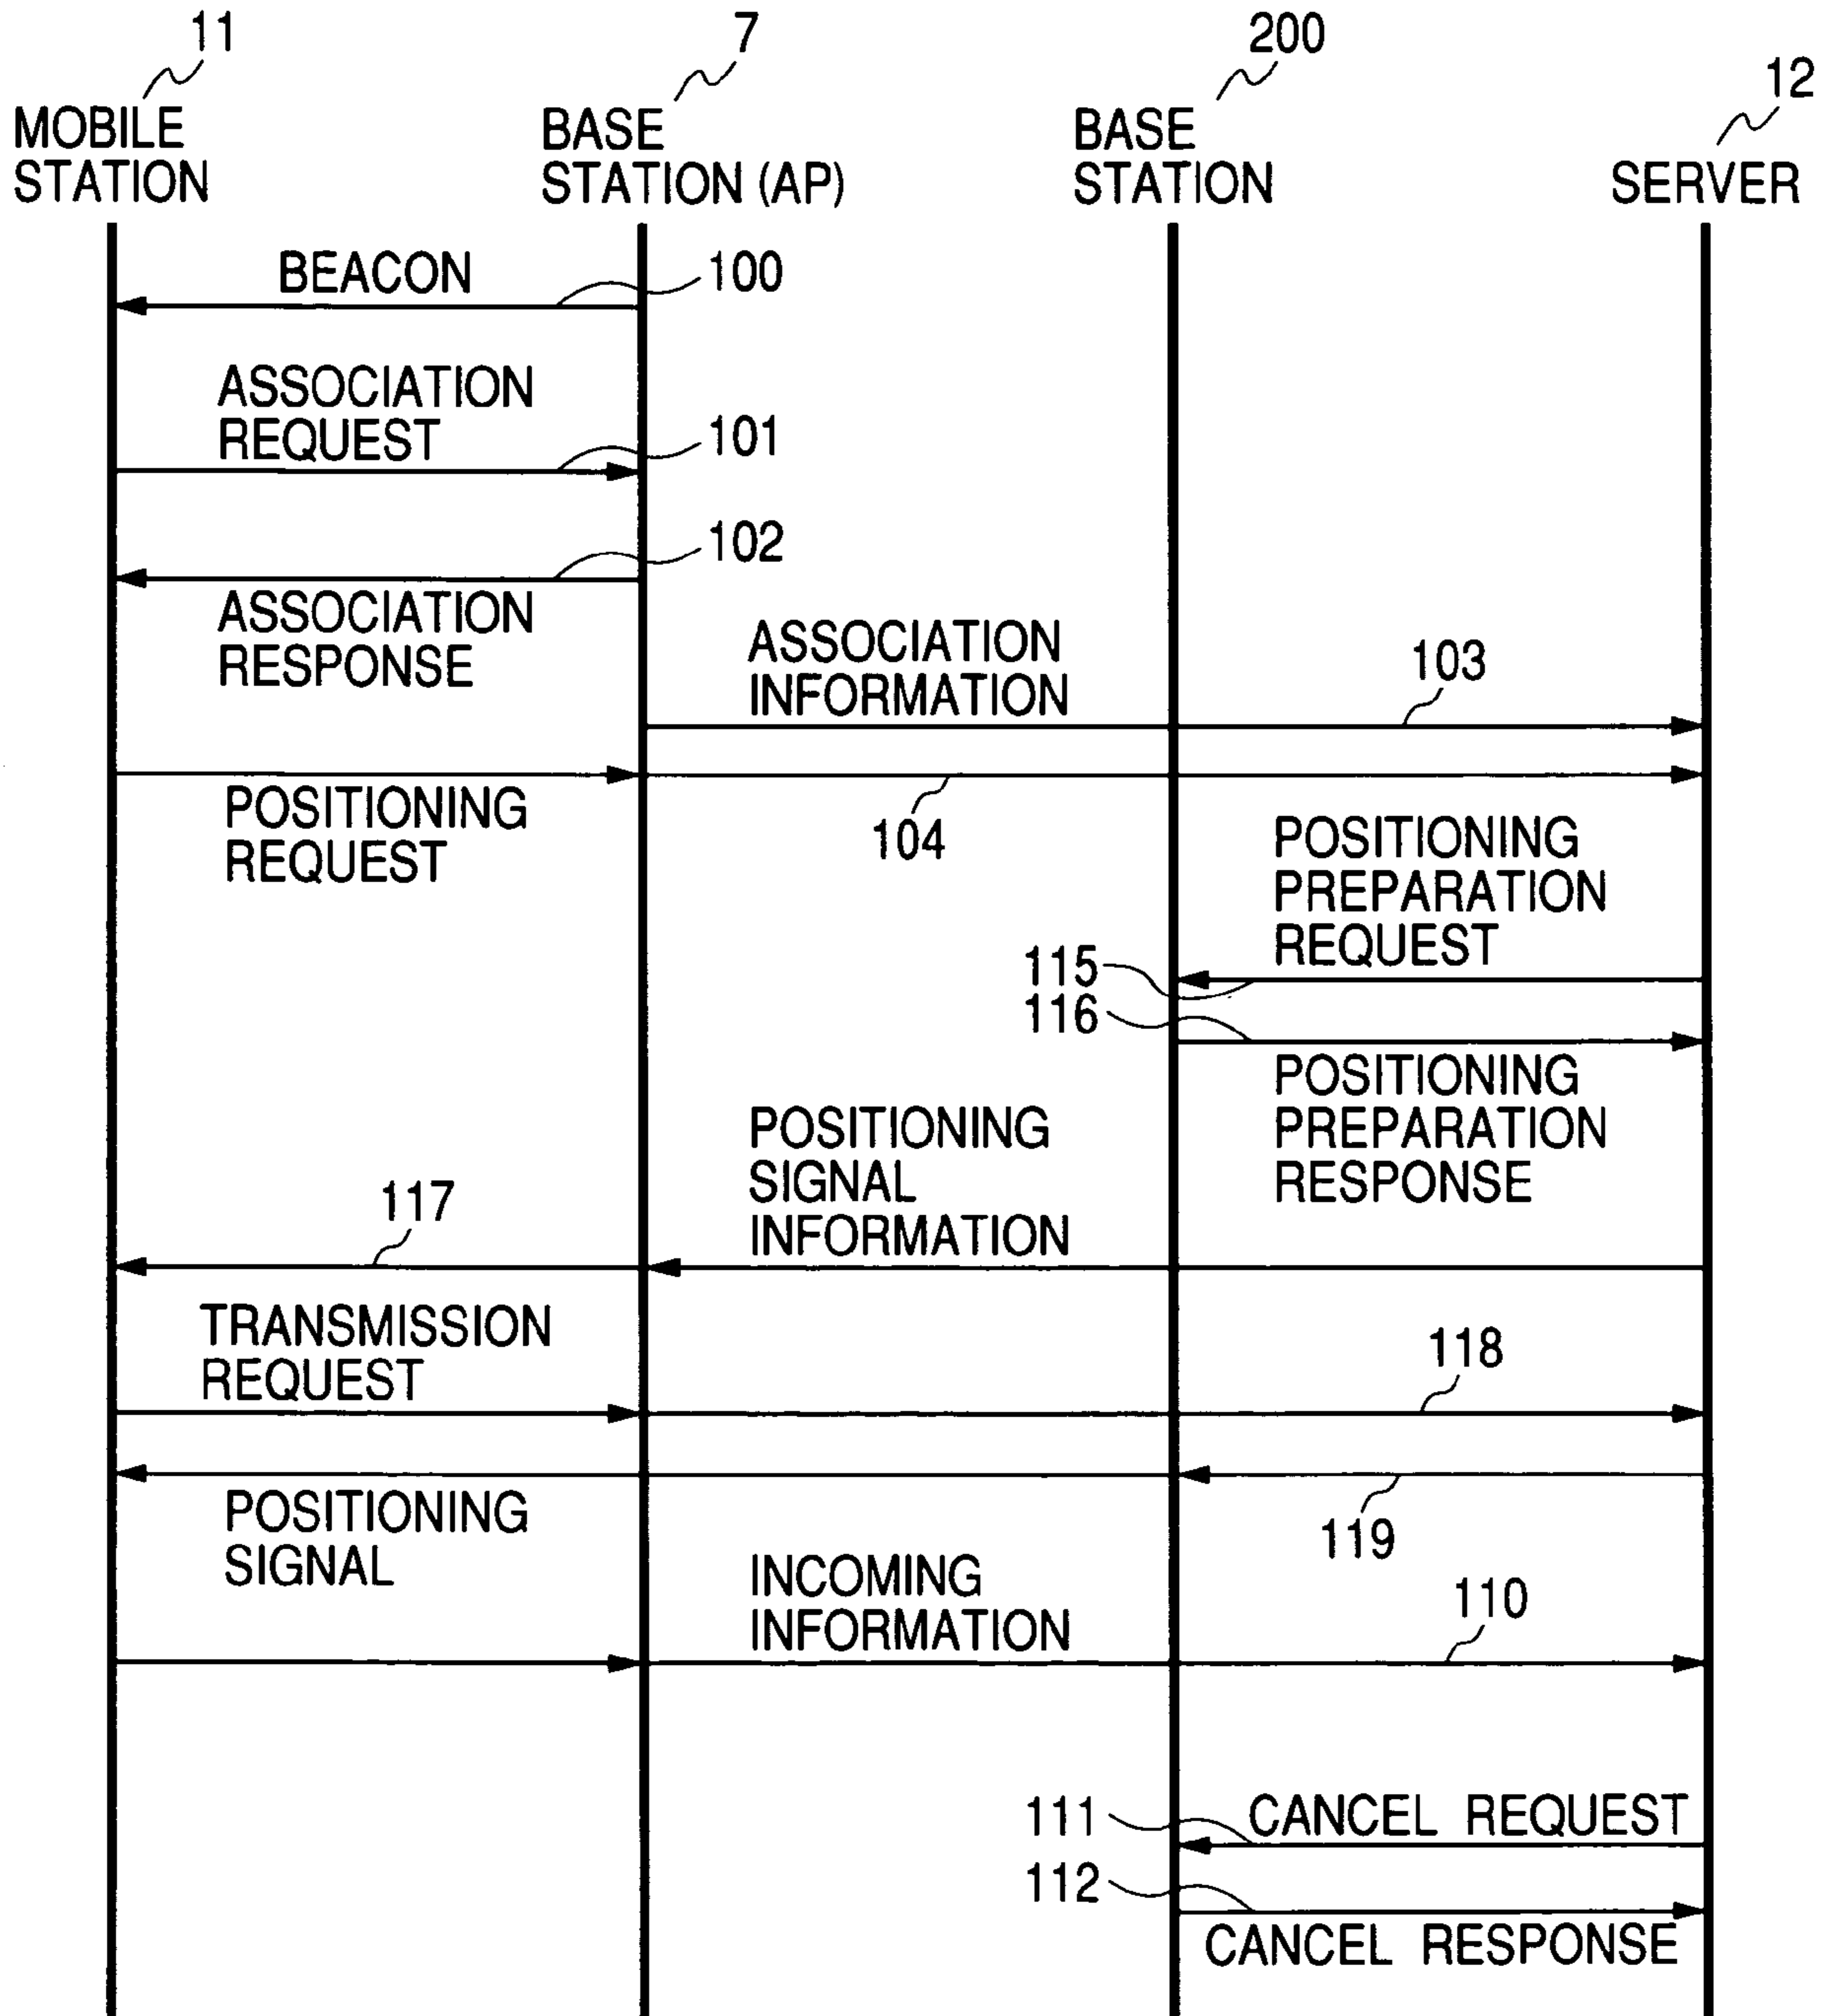 11
7
200
12
MOBILE
STATION
BASE
STATION (AP)
BASE
STATION
SERVER
BEACON
100
ASSOCIATION
REQUEST
101
102
ASSOCIATION
RESPONSE
ASSOCIATION
INFORMATION
103
POSITIONING
REQUEST
104
POSITIONING
PREPARATION
REQUEST
115
116
POSITIONING
PREPARATION
RESPONSE
POSITIONING
SIGNAL
INFORMATION
117
TRANSMISSION
REQUEST
118
POSITIONING
SIGNAL
119
INCOMING
INFORMATION
110
111
CANCEL REQUEST
112
CANCEL RESPONSE